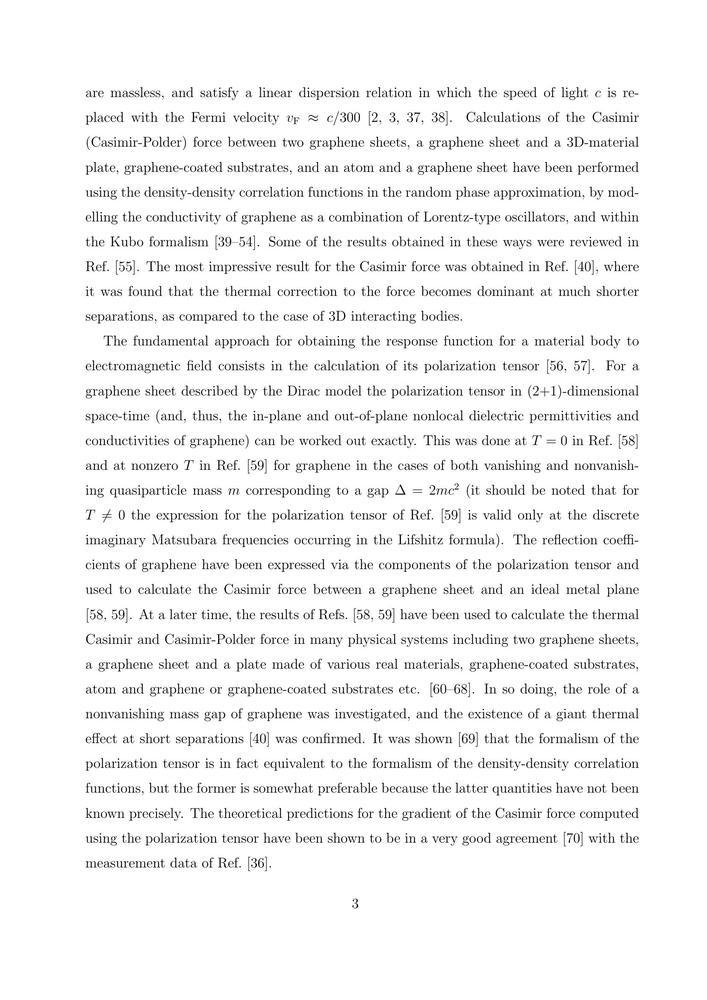 are massless, and satisfy a linear dispersion relation in which the speed of light c is re-
placed with the Fermi velocity vF ≈ c/300 [2, 3, 37, 38]. Calculations of the Casimir
(Casimir-Polder) force between two graphene sheets, a graphene sheet and a 3D-material
plate, graphene-coated substrates, and an atom and a graphene sheet have been performed
using the density-density correlation functions in the random phase approximation, by mod-
elling the conductivity of graphene as a combination of Lorentz-type oscillators, and within
the Kubo formalism [39–54]. Some of the results obtained in these ways were reviewed in
Ref. [55]. The most impressive result for the Casimir force was obtained in Ref. [40], where
it was found that the thermal correction to the force becomes dominant at much shorter
separations, as compared to the case of 3D interacting bodies.
The fundamental approach for obtaining the response function for a material body to
electromagnetic field consists in the calculation of its polarization tensor [56, 57]. For a
graphene sheet described by the Dirac model the polarization tensor in (2+1)-dimensional
space-time (and, thus, the in-plane and out-of-plane nonlocal dielectric permittivities and
conductivities of graphene) can be worked out exactly. This was done at T = 0 in Ref. [58]
and at nonzero T in Ref. [59] for graphene in the cases of both vanishing and nonvanish-
ing quasiparticle mass m corresponding to a gap Δ = 2mc² (it should be noted that for
T ≠ 0 the expression for the polarization tensor of Ref. [59] is valid only at the discrete
imaginary Matsubara frequencies occurring in the Lifshitz formula). The reflection coeffi-
cients of graphene have been expressed via the components of the polarization tensor and
used to calculate the Casimir force between a graphene sheet and an ideal metal plane
[58, 59]. At a later time, the results of Refs. [58, 59] have been used to calculate the thermal
Casimir and Casimir-Polder force in many physical systems including two graphene sheets,
a graphene sheet and a plate made of various real materials, graphene-coated substrates,
atom and graphene or graphene-coated substrates etc. [60–68]. In so doing, the role of a
nonvanishing mass gap of graphene was investigated, and the existence of a giant thermal
effect at short separations [40] was confirmed. It was shown [69] that the formalism of the
polarization tensor is in fact equivalent to the formalism of the density-density correlation
functions, but the former is somewhat preferable because the latter quantities have not been
known precisely. The theoretical predictions for the gradient of the Casimir force computed
using the polarization tensor have been shown to be in a very good agreement [70] with the
measurement data of Ref. [36].
3